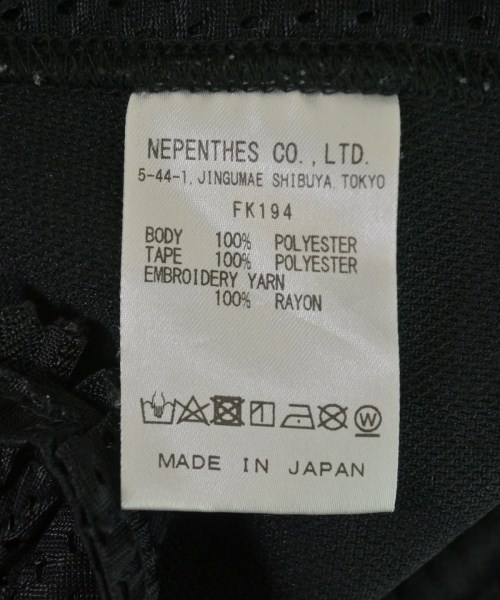 NEPENTHES CO.,LTD.
5-44-1, JINGUMAE SHIBUYA, TOKYO
FK194
BODY 100% POLYESTER
TAPE 100% POLYESTER
EMBROIDERY YARN
100% RAYON
W
MADE IN JAPAN